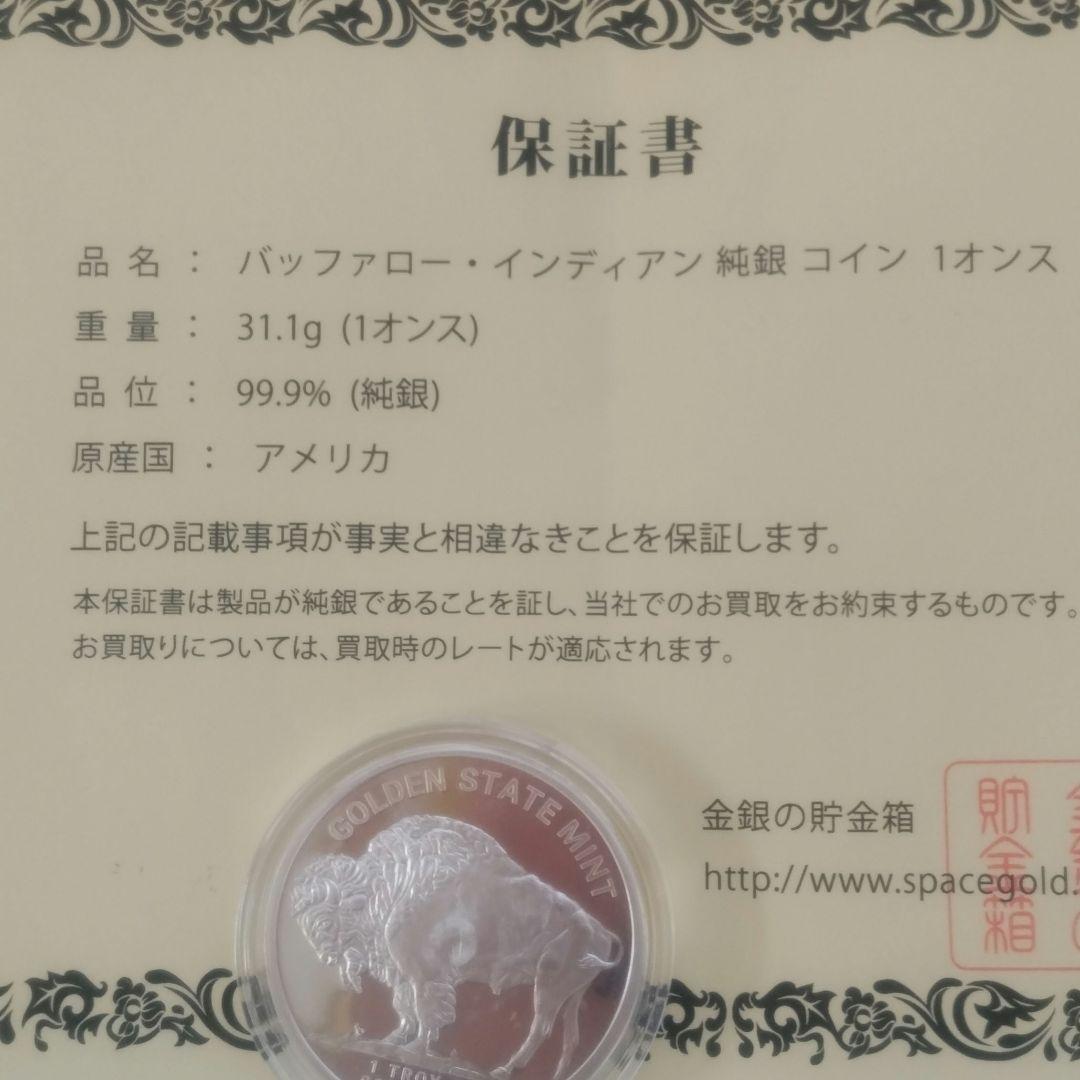 保証書
品名： バッファロー・インディアン 純銀 コイン 1オンス
重量： 31.1g (1オンス)
品位： 99.9% (純銀)
原産国： アメリカ
上記の記載事項が事実と相違なきことを保証します。
本保証書は製品が純銀であることを証し、当社でのお買取をお約束するものです。
お買取りについては、買取時のレートが適応されます。
GOLDEN STATE MINT
1 TROY
金銀の貯金箱
http://www.spacegold.
貯金箱